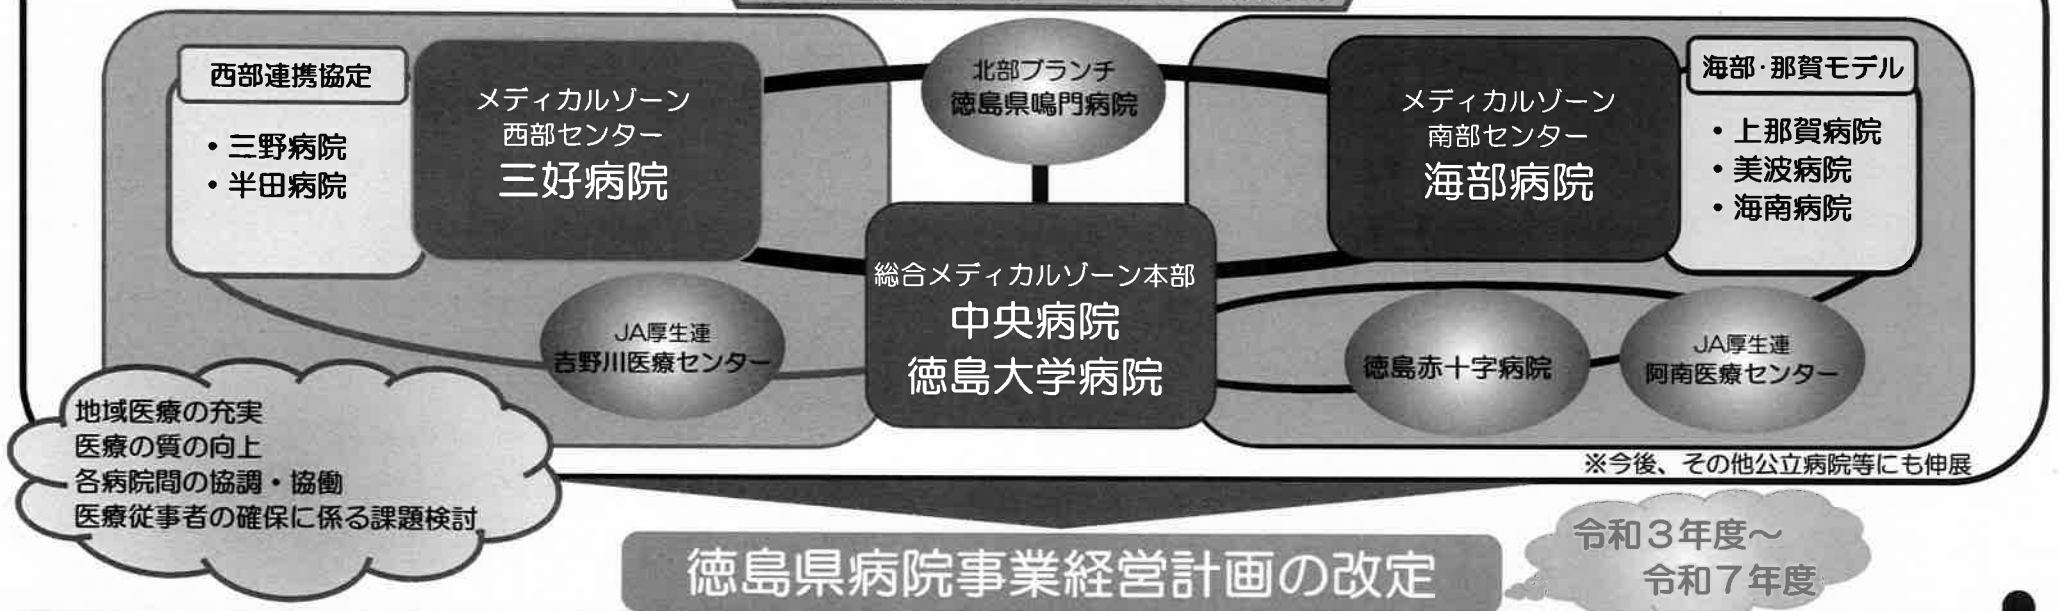 西部連携協定
・三野病院
・半田病院
メディカルゾーン
西部センター
三好病院
北部ブランチ
徳島県鳴門病院
メディカルゾーン
南部センター
海部病院
海部・那賀モデル
・上那賀病院
・美波病院
・海南病院
総合メディカルゾーン本部
中央病院
徳島大学病院
JA厚生連
吉野川医療センター
徳島赤十字病院
JA厚生連
阿南医療センター
地域医療の充実
医療の質の向上
各病院間の協調・協働
医療従事者の確保に係る課題検討
※今後、その他公立病院等にも伸展
徳島県病院事業経営計画の改定
令和3年度～
令和7年度